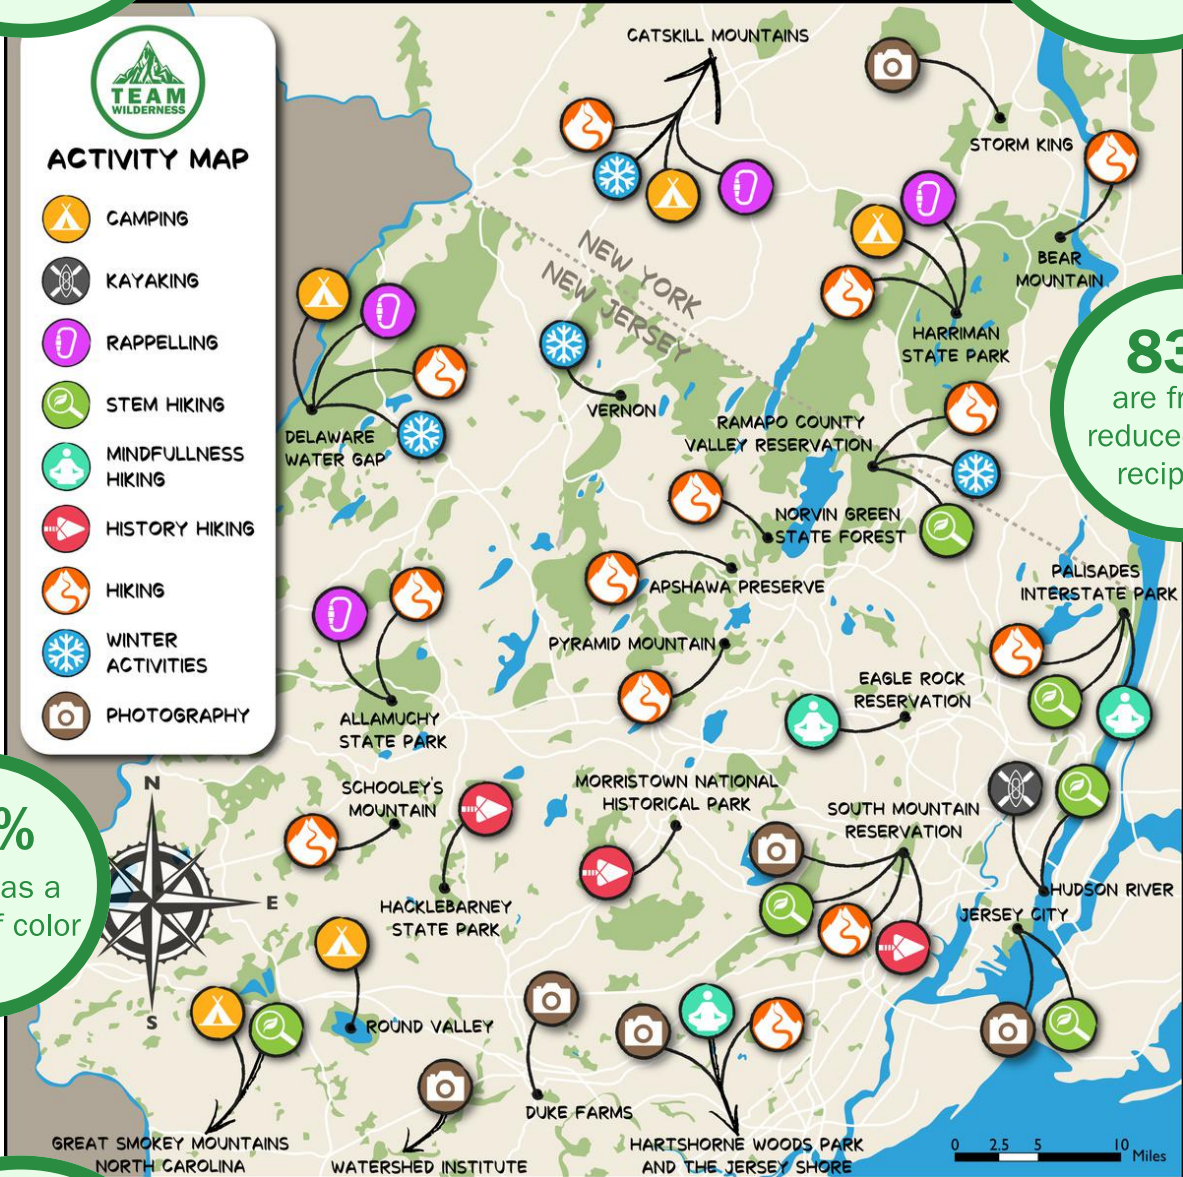 TEAM
WILDERNESS
ACTIVITY MAP
CAMPING
KAYAKING
RAPPELLING
STEM HIKING
MINDFULLNESS
HIKING
HISTORY HIKING
HIKING
WINTER
ACTIVITIES
PHOTOGRAPHY
CATSKILL MOUNTAINS
STORM KING
BEAR
MOUNTAIN
NEW YORK
NEW JERSEY
HARRIMAN
STATE PARK
VERNON
DELAWARE
WATER GAP
RAMAPO COUNTY
VALLEY RESERVATION
83
are fr
reduce
recip
NORVIN GREEN
STATE FOREST
APSHAWA PRESERVE
PALISADES
INTERSTATE PARK
PYRAMID MOUNTAIN
EAGLE ROCK
RESERVATION
ALLAMUCHY
STATE PARK
SCHOOLEY'S
MOUNTAIN
MORRISTOWN NATIONAL
HISTORICAL PARK
SOUTH MOUNTAIN
RESERVATION
N
E
S
%
as a
f color
HACKLEBARNEY
STATE PARK
HUDSON RIVER
JERSEY CITY
ROUND VALLEY
DUKE FARMS
GREAT SMOKEY MOUNTAINS
NORTH CAROLINA
WATERSHED INSTITUTE
HARTSHORNE WOODS PARK
AND THE JERSEY SHORE
0 2.5 5 10 Miles